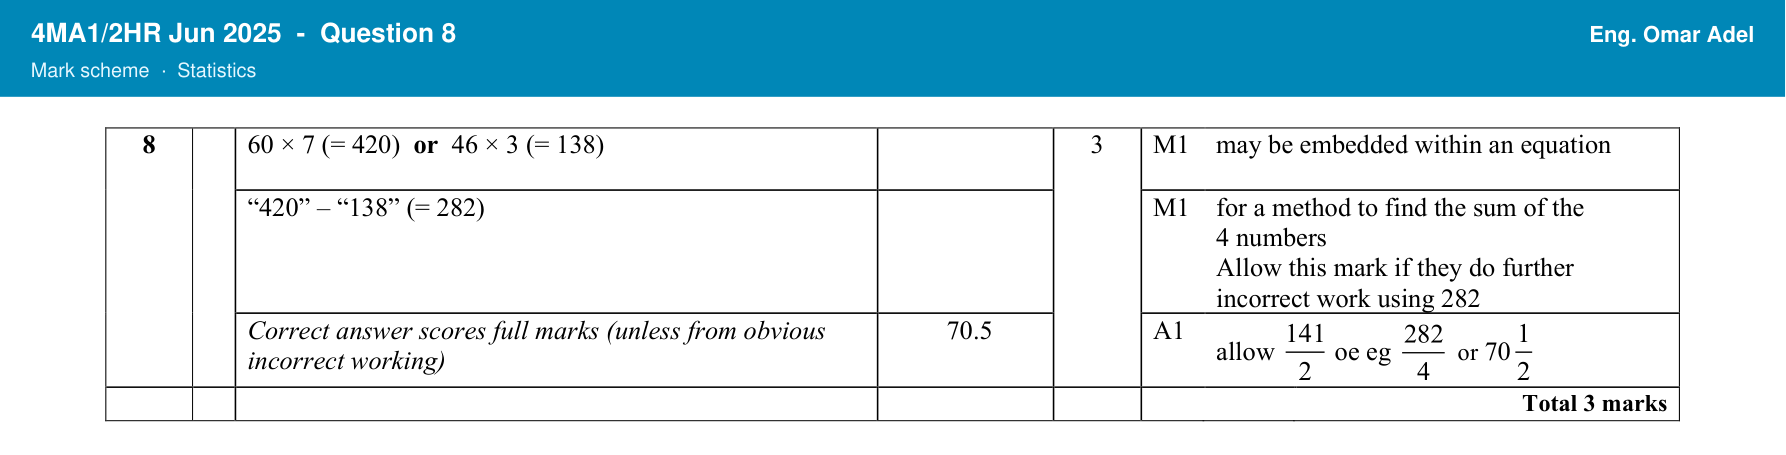 4MA1/2HR Jun 2025 - Question 8
Eng. Omar Adel
Mark scheme · Statistics
8
60 × 7 (= 420) or 46 × 3 (= 138)
3
M1 may be embedded within an equation
“420” – “138” (= 282)
M1 for a method to find the sum of the
4 numbers
Allow this mark if they do further
incorrect work using 282
Correct answer scores full marks (unless from obvious
incorrect working)
70.5
A1 allow 141/2 oe eg 282/4 or 70 1/2
Total 3 marks